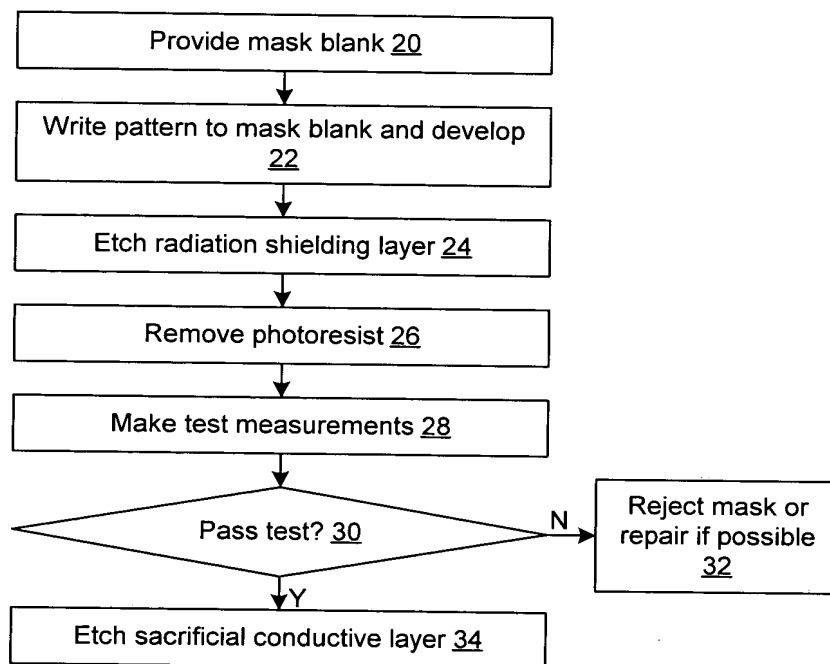 Provide mask blank 20
Write pattern to mask blank and develop
22
Etch radiation shielding layer 24
Remove photoresist 26
Make test measurements 28
Pass test? 30
N
Reject mask or
repair if possible
32
Y
Etch sacrificial conductive layer 34